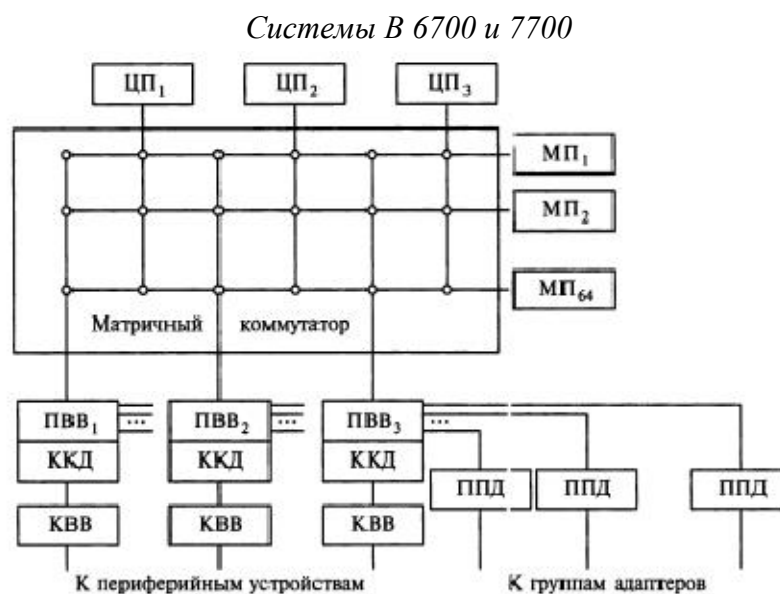 Системы В 6700 и 7700
ЦП1 ЦП2 ЦП3
МП1
МП2
МП64
Матричный коммутатор
ПВВ1 ... ПВВ2 ... ПВВ3 ...
ККД ККД ККД ППД ППД ППД
КВВ КВВ КВВ
К периферийным устройствам К группам адаптеров